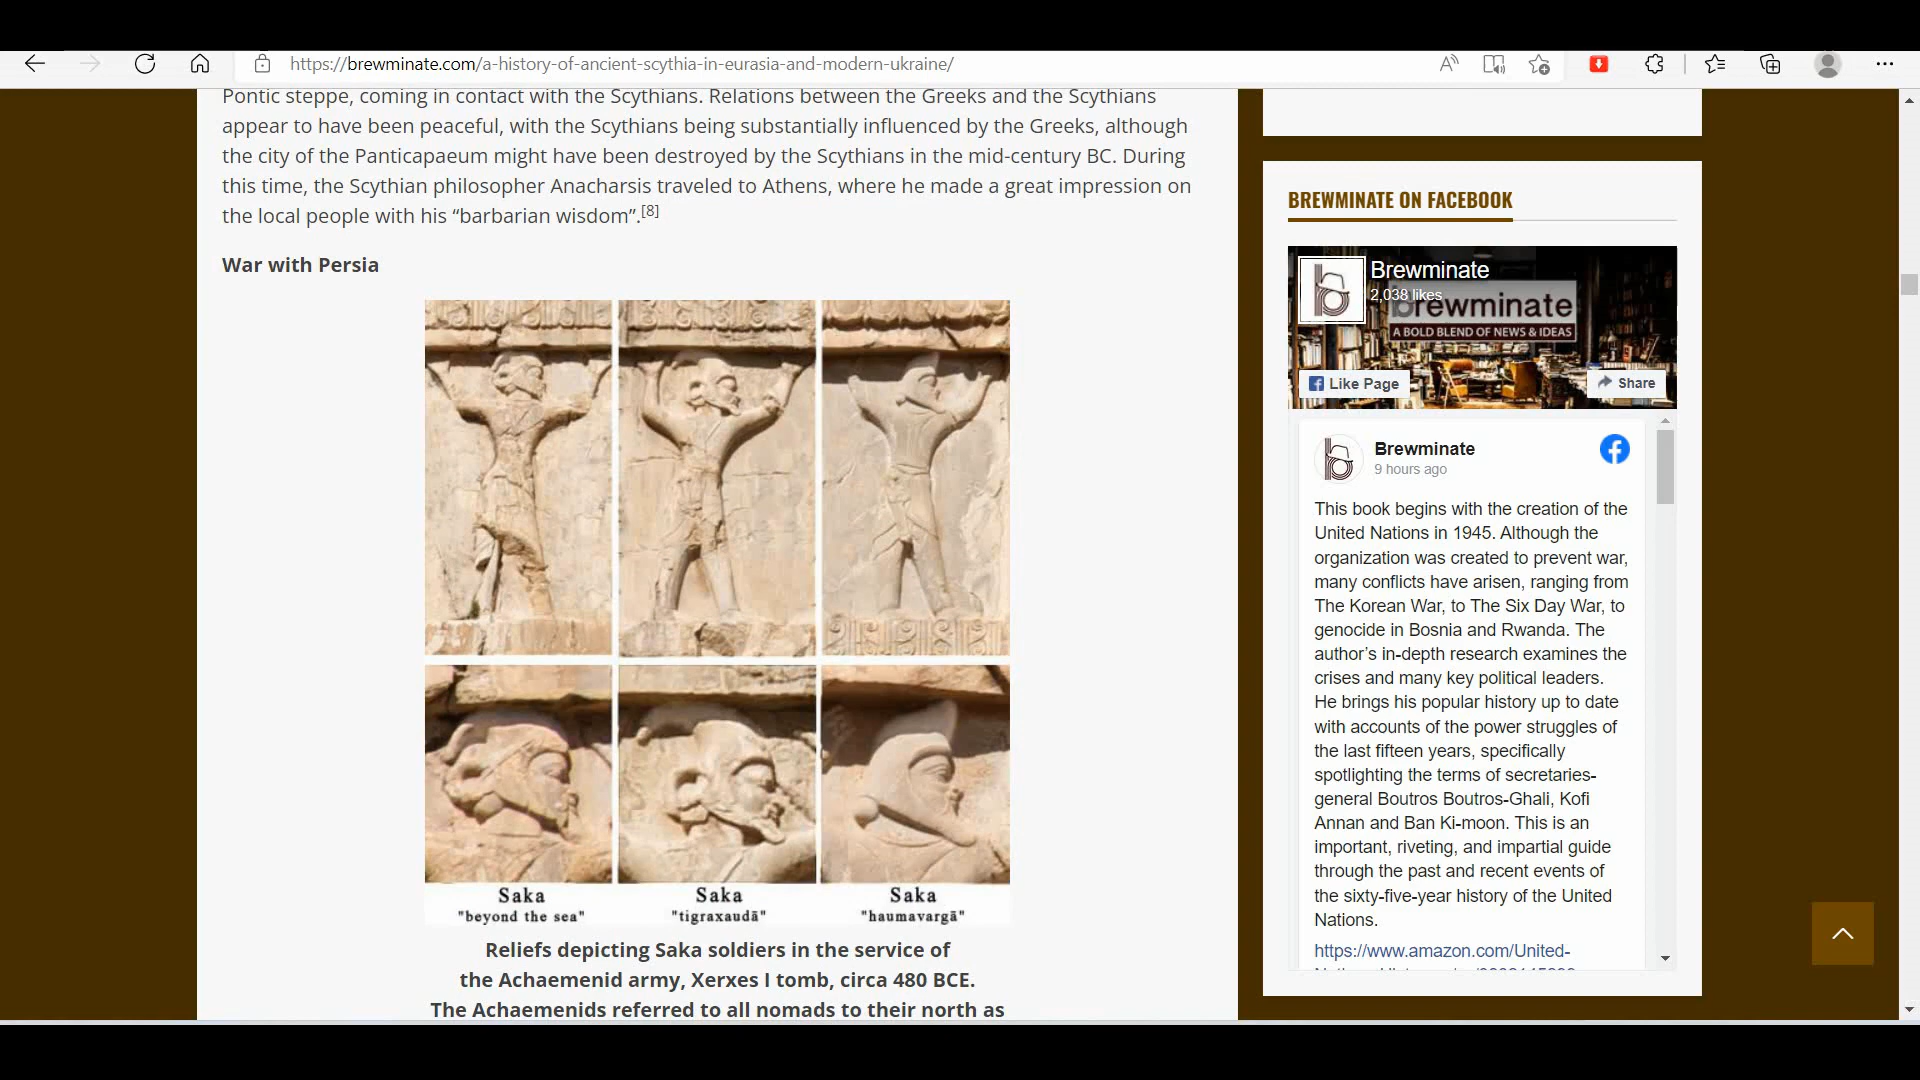 https://brewminate.com/a-history-of-ancient-scythia-in-eurasia-and-modern-ukraine/
Pontic steppe, coming in contact with the Scythians. Relations between the Greeks and the Scythians
appear to have been peaceful, with the Scythians being substantially influenced by the Greeks, although
the city of the Panticapaeum might have been destroyed by the Scythians in the mid-century BC. During
this time, the Scythian philosopher Anacharsis traveled to Athens, where he made a great impression on
the local people with his “barbarian wisdom”.[8]
War with Persia
Saka
"beyond the sea"
Saka
"tigraxaudā"
Saka
"haumavargā"
Reliefs depicting Saka soldiers in the service of
the Achaemenid army, Xerxes I tomb, circa 480 BCE.
The Achaemenids referred to all nomads to their north as
BREWMINATE ON FACEBOOK
Brewminate
2,038 likes
brewminate
A BOLD BLEND OF NEWS & IDEAS
Like Page
Share
Brewminate
9 hours ago
This book begins with the creation of the
United Nations in 1945. Although the
organization was created to prevent war,
many conflicts have arisen, ranging from
The Korean War, to The Six Day War, to
genocide in Bosnia and Rwanda. The
author’s in-depth research examines the
crises and many key political leaders.
He brings his popular history up to date
with accounts of the power struggles of
the last fifteen years, specifically
spotlighting the terms of secretaries-
general Boutros Boutros-Ghali, Kofi
Annan and Ban Ki-moon. This is an
important, riveting, and impartial guide
through the past and recent events of
the sixty-five-year history of the United
Nations.
https://www.amazon.com/United-